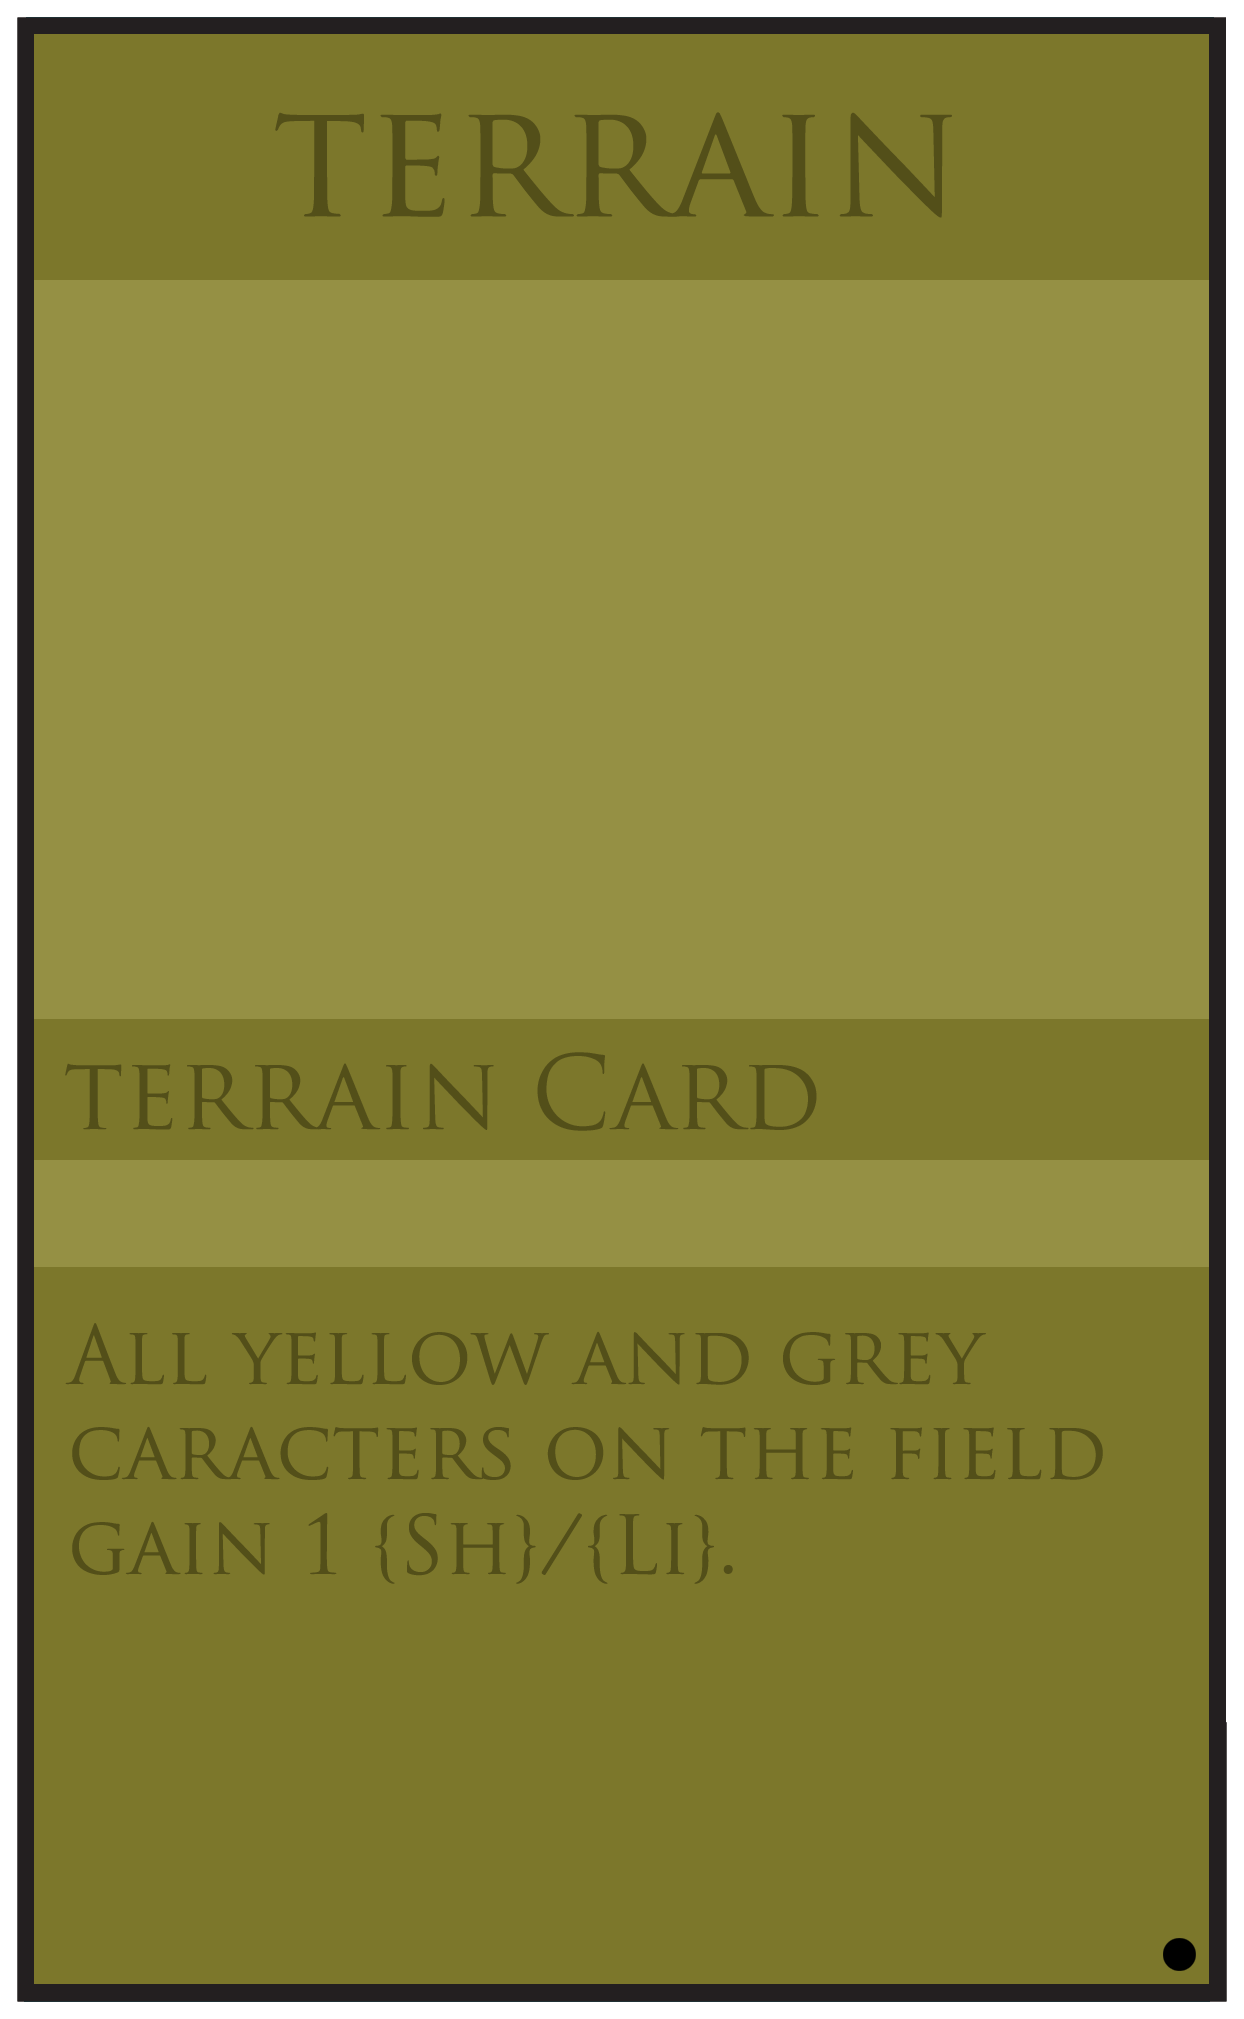 TERRAIN
TERRAIN CARD
ALL YELLOW AND GREY
CARACTERS ON THE FIELD
GAIN 1 {SH}/{LI}.